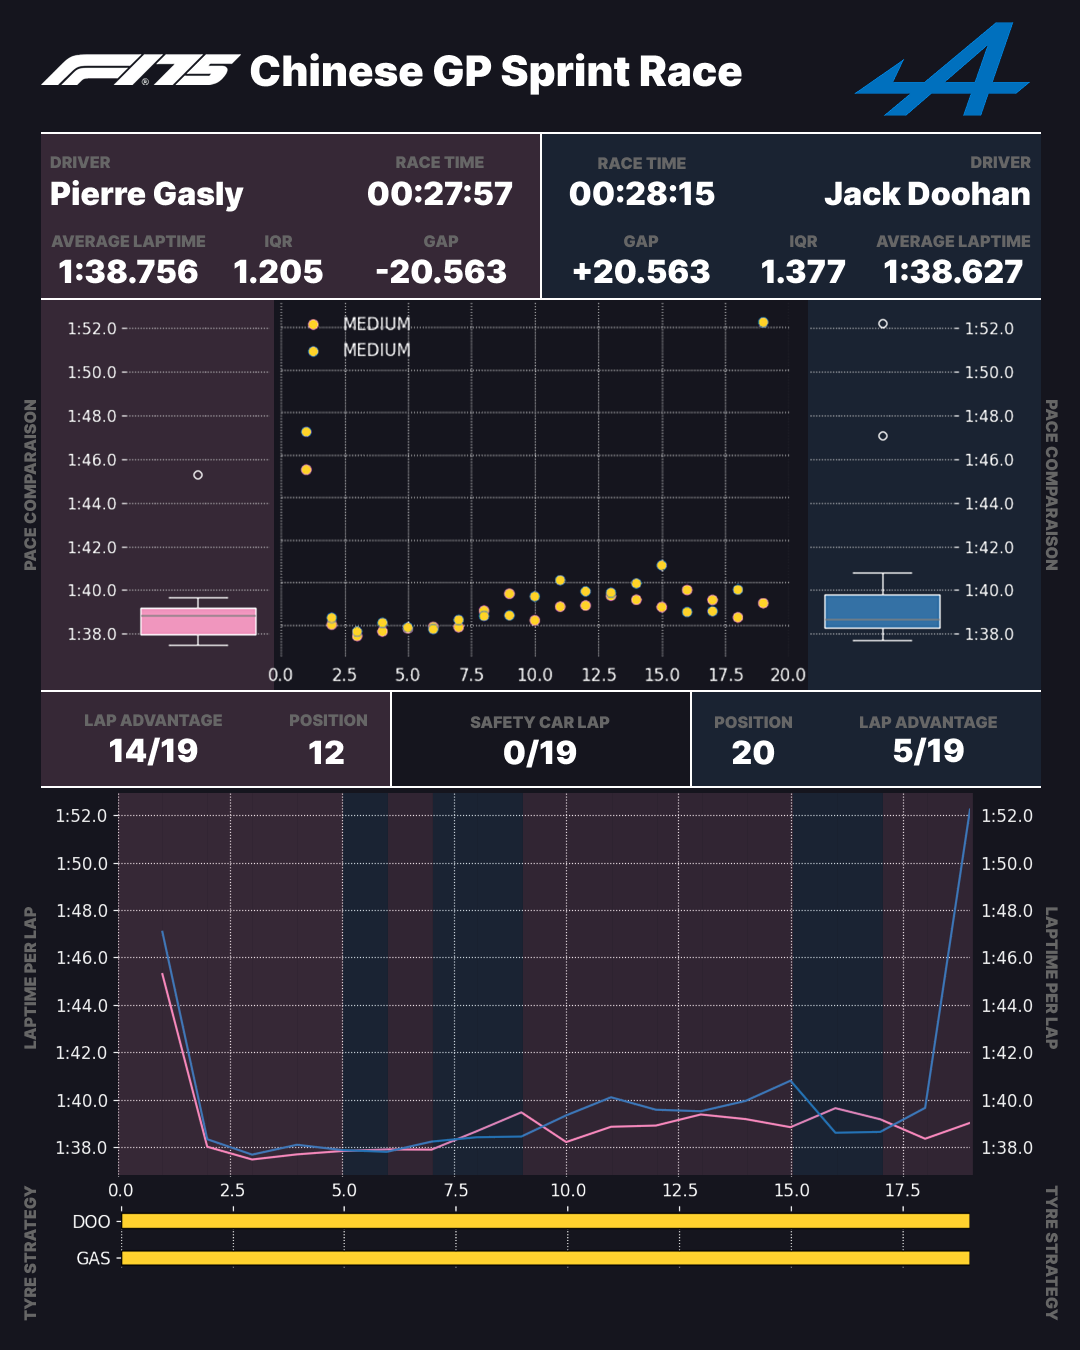 F1.75® Chinese GP Sprint Race
DRIVER RACE TIME RACE TIME DRIVER
Pierre Gasly 00:27:57 00:28:15 Jack Doohan
AVERAGE LAPTIME IQR GAP GAP IQR AVERAGE LAPTIME
1:38.756 1.205 -20.563 +20.563 1.377 1:38.627
PACE COMPARAISON
1:52.0
1:50.0
1:48.0
1:46.0
1:44.0
1:42.0
1:40.0
1:38.0
MEDIUM
MEDIUM
0.0 2.5 5.0 7.5 10.0 12.5 15.0 17.5 20.0
1:52.0
1:50.0
1:48.0
1:46.0
1:44.0
1:42.0
1:40.0
1:38.0
PACE COMPARAISON
LAP ADVANTAGE POSITION SAFETY CAR LAP POSITION LAP ADVANTAGE
14/19 12 0/19 20 5/19
LAPTIME PER LAP
1:52.0 1:52.0
1:50.0 1:50.0
1:48.0 1:48.0
1:46.0 1:46.0
1:44.0 1:44.0
1:42.0 1:42.0
1:40.0 1:40.0
1:38.0 1:38.0
LAPTIME PER LAP
0.0 2.5 5.0 7.5 10.0 12.5 15.0 17.5
TYRE STRATEGY
DOO
GAS
TYRE STRATEGY